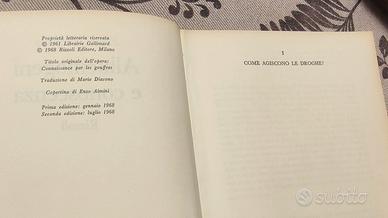 Proprietà letteraria riservata
© 1961 Librairie Gallimard
© 1968 Rizzoli Editore, Milano
Titolo originale dell'opera:
Connaissance par les gouffres
Traduzione di Mario Diacono
Copertina di Enzo Aimini
Prima edizione: gennaio 1968
Seconda edizione: luglio 1968
I
COME AGISCONO LE DROGHE?
subito